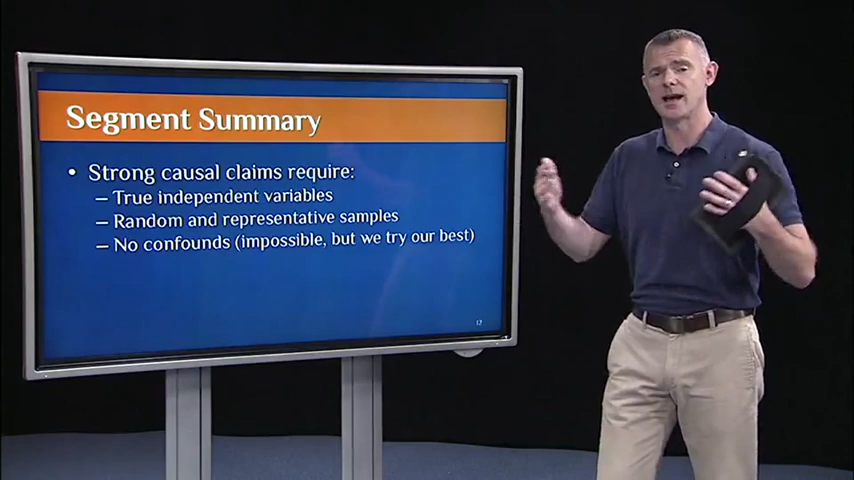 Segment Summary
• Strong causal claims require:
– True independent variables
– Random and representative samples
– No confounds (impossible, but we try our best)
17